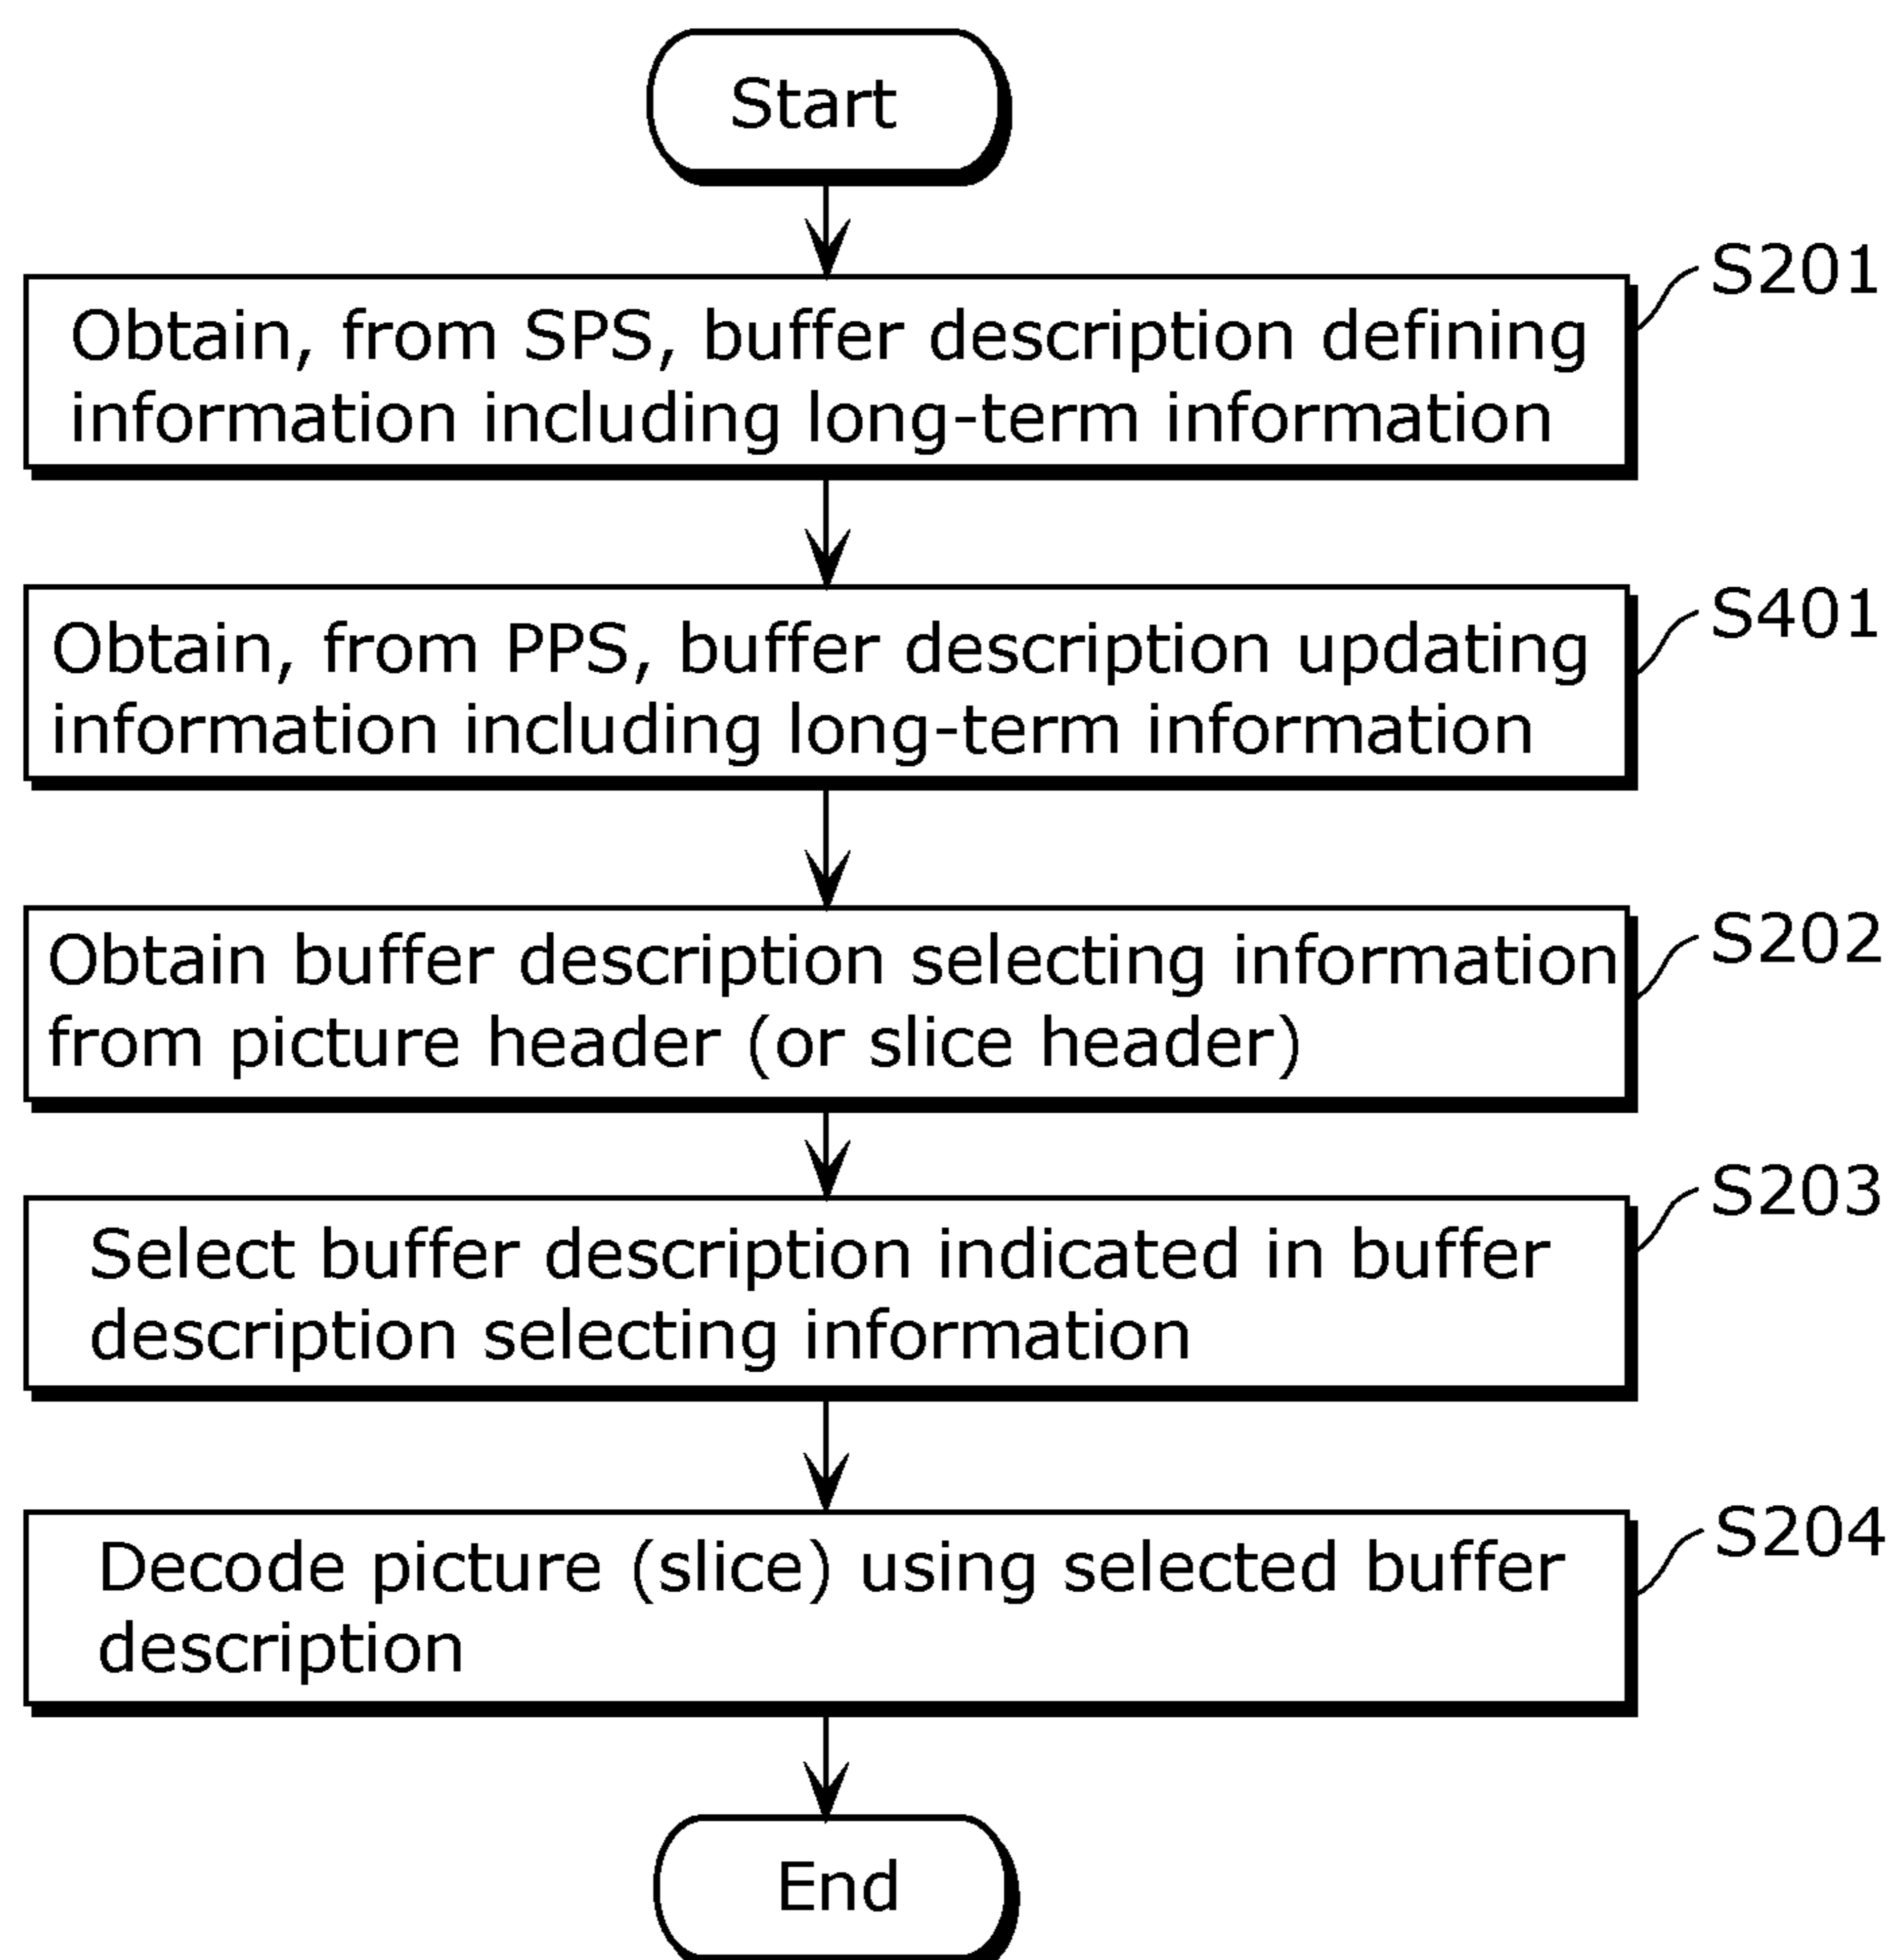 Start
S201
Obtain, from SPS, buffer description defining
information including long-term information
S401
Obtain, from PPS, buffer description updating
information including long-term information
S202
Obtain buffer description selecting information
from picture header (or slice header)
S203
Select buffer description indicated in buffer
description selecting information
S204
Decode picture (slice) using selected buffer
description
End